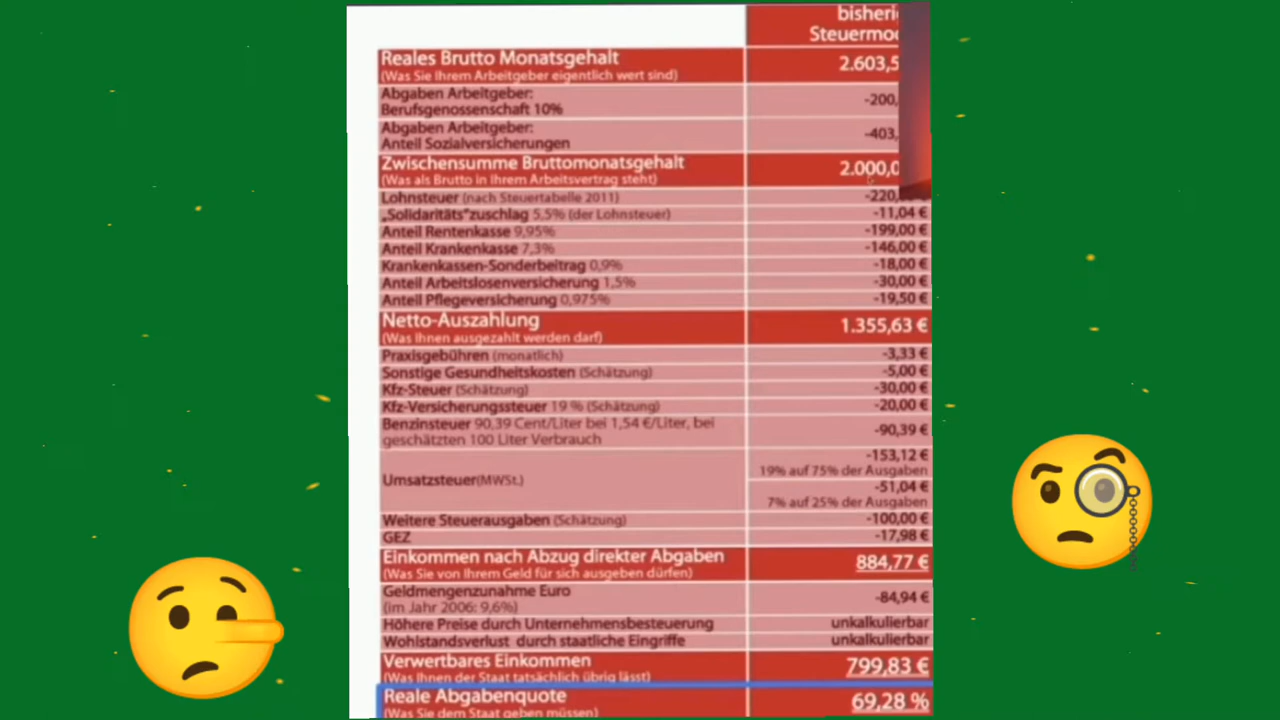 bisheri
Steuermoc
Reales Brutto Monatsgehalt 2.603,5
(Was Sie Ihrem Arbeitgeber eigentlich wert sind)
Abgaben Arbeitgeber:
Berufsgenossenschaft 10% -200,
Abgaben Arbeitgeber:
Anteil Sozialversicherungen -403,
Zwischensumme Bruttomonatsgehalt 2.000,0
(Was als Brutto in Ihrem Arbeitsvertrag steht)
Lohnsteuer (nach Steuertabelle 2011) -220,
„Solidaritäts“zuschlag 5,5% (der Lohnsteuer) -11,04 €
Anteil Rentenkasse 9,95% -199,00 €
Anteil Krankenkasse 7,3% -146,00 €
Krankenkassen-Sonderbeitrag 0,9% -18,00 €
Anteil Arbeitslosenversicherung 1,5% -30,00 €
Anteil Pflegeversicherung 0,975% -19,50 €
Netto-Auszahlung 1.355,63 €
(Was Ihnen ausgezahlt werden darf)
Praxisgebühren (monatlich) -3,33 €
Sonstige Gesundheitskosten (Schätzung) -5,00 €
Kfz-Steuer (Schätzung) -30,00 €
Kfz-Versicherungssteuer 19 % (Schätzung) -20,00 €
Benzinsteuer 90,39 Cent/Liter bei 1,54 €/Liter, bei
geschätzten 100 Liter Verbrauch -90,39 €
Umsatzsteuer(MWSt.) -153,12 €
19% auf 75% der Ausgaben
-51,04 €
7% auf 25% der Ausgaben
Weitere Steuerausgaben (Schätzung) -100,00 €
GEZ -17,98 €
Einkommen nach Abzug direkter Abgaben 884,77 €
(Was Sie von Ihrem Geld für sich ausgeben dürfen)
Geldmengenzunahme Euro
(im Jahr 2006: 9,6%) -84,94 €
Höhere Preise durch Unternehmensbesteuerung unkalkulierbar
Wohlstandsverlust durch staatliche Eingriffe unkalkulierbar
Verwertbares Einkommen 799,83 €
(Was Ihnen der Staat tatsächlich übrig lässt)
Reale Abgabenquote 69,28 %
(Was Sie dem Staat geben müssen)